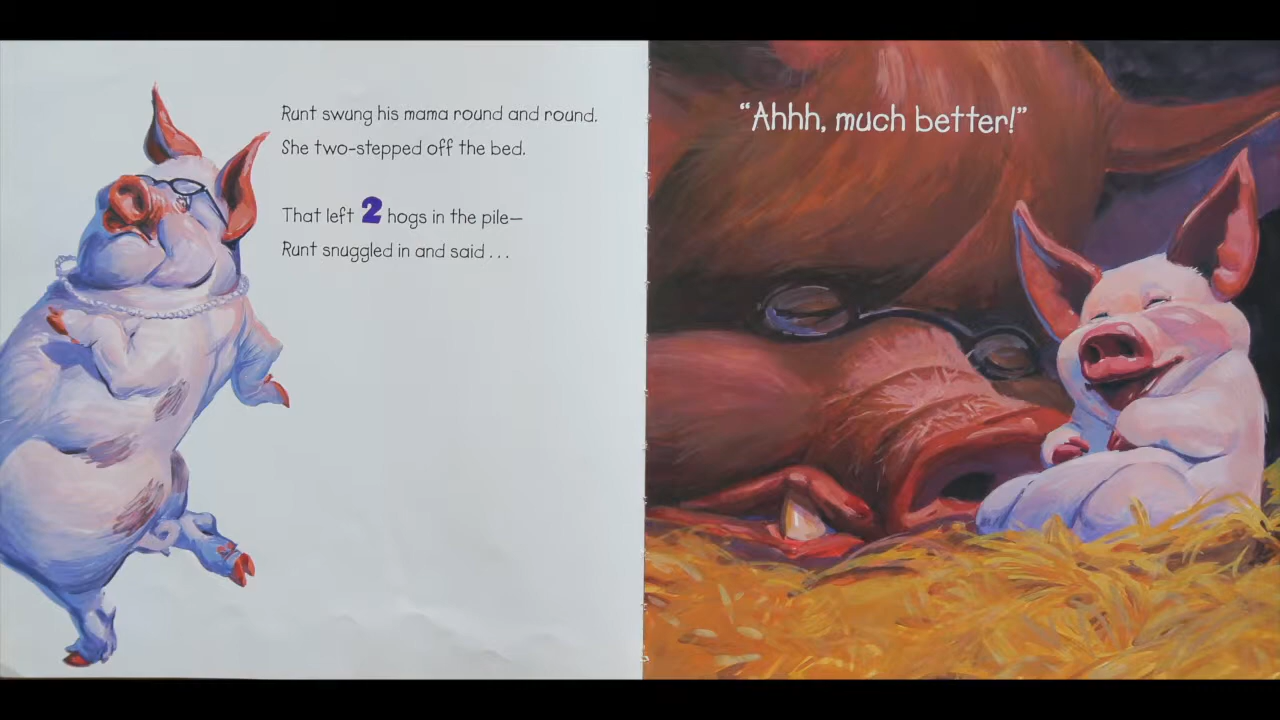 Runt swung his mama round and round.
She two-stepped off the bed.
That left 2 hogs in the pile—
Runt snuggled in and said . . .
“Ahhh, much better!”